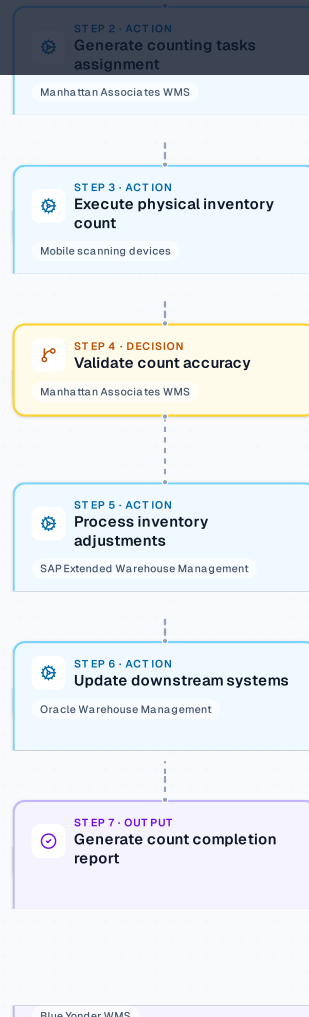 STEP 2 · ACTION
Generate counting tasks
assignment
Manhattan Associates WMS
STEP 3 · ACTION
Execute physical inventory
count
Mobile scanning devices
STEP 4 · DECISION
Validate count accuracy
Manhattan Associates WMS
STEP 5 · ACTION
Process inventory
adjustments
SAP Extended Warehouse Management
STEP 6 · ACTION
Update downstream systems
Oracle Warehouse Management
STEP 7 · OUTPUT
Generate count completion
report
Blue Yonder WMS